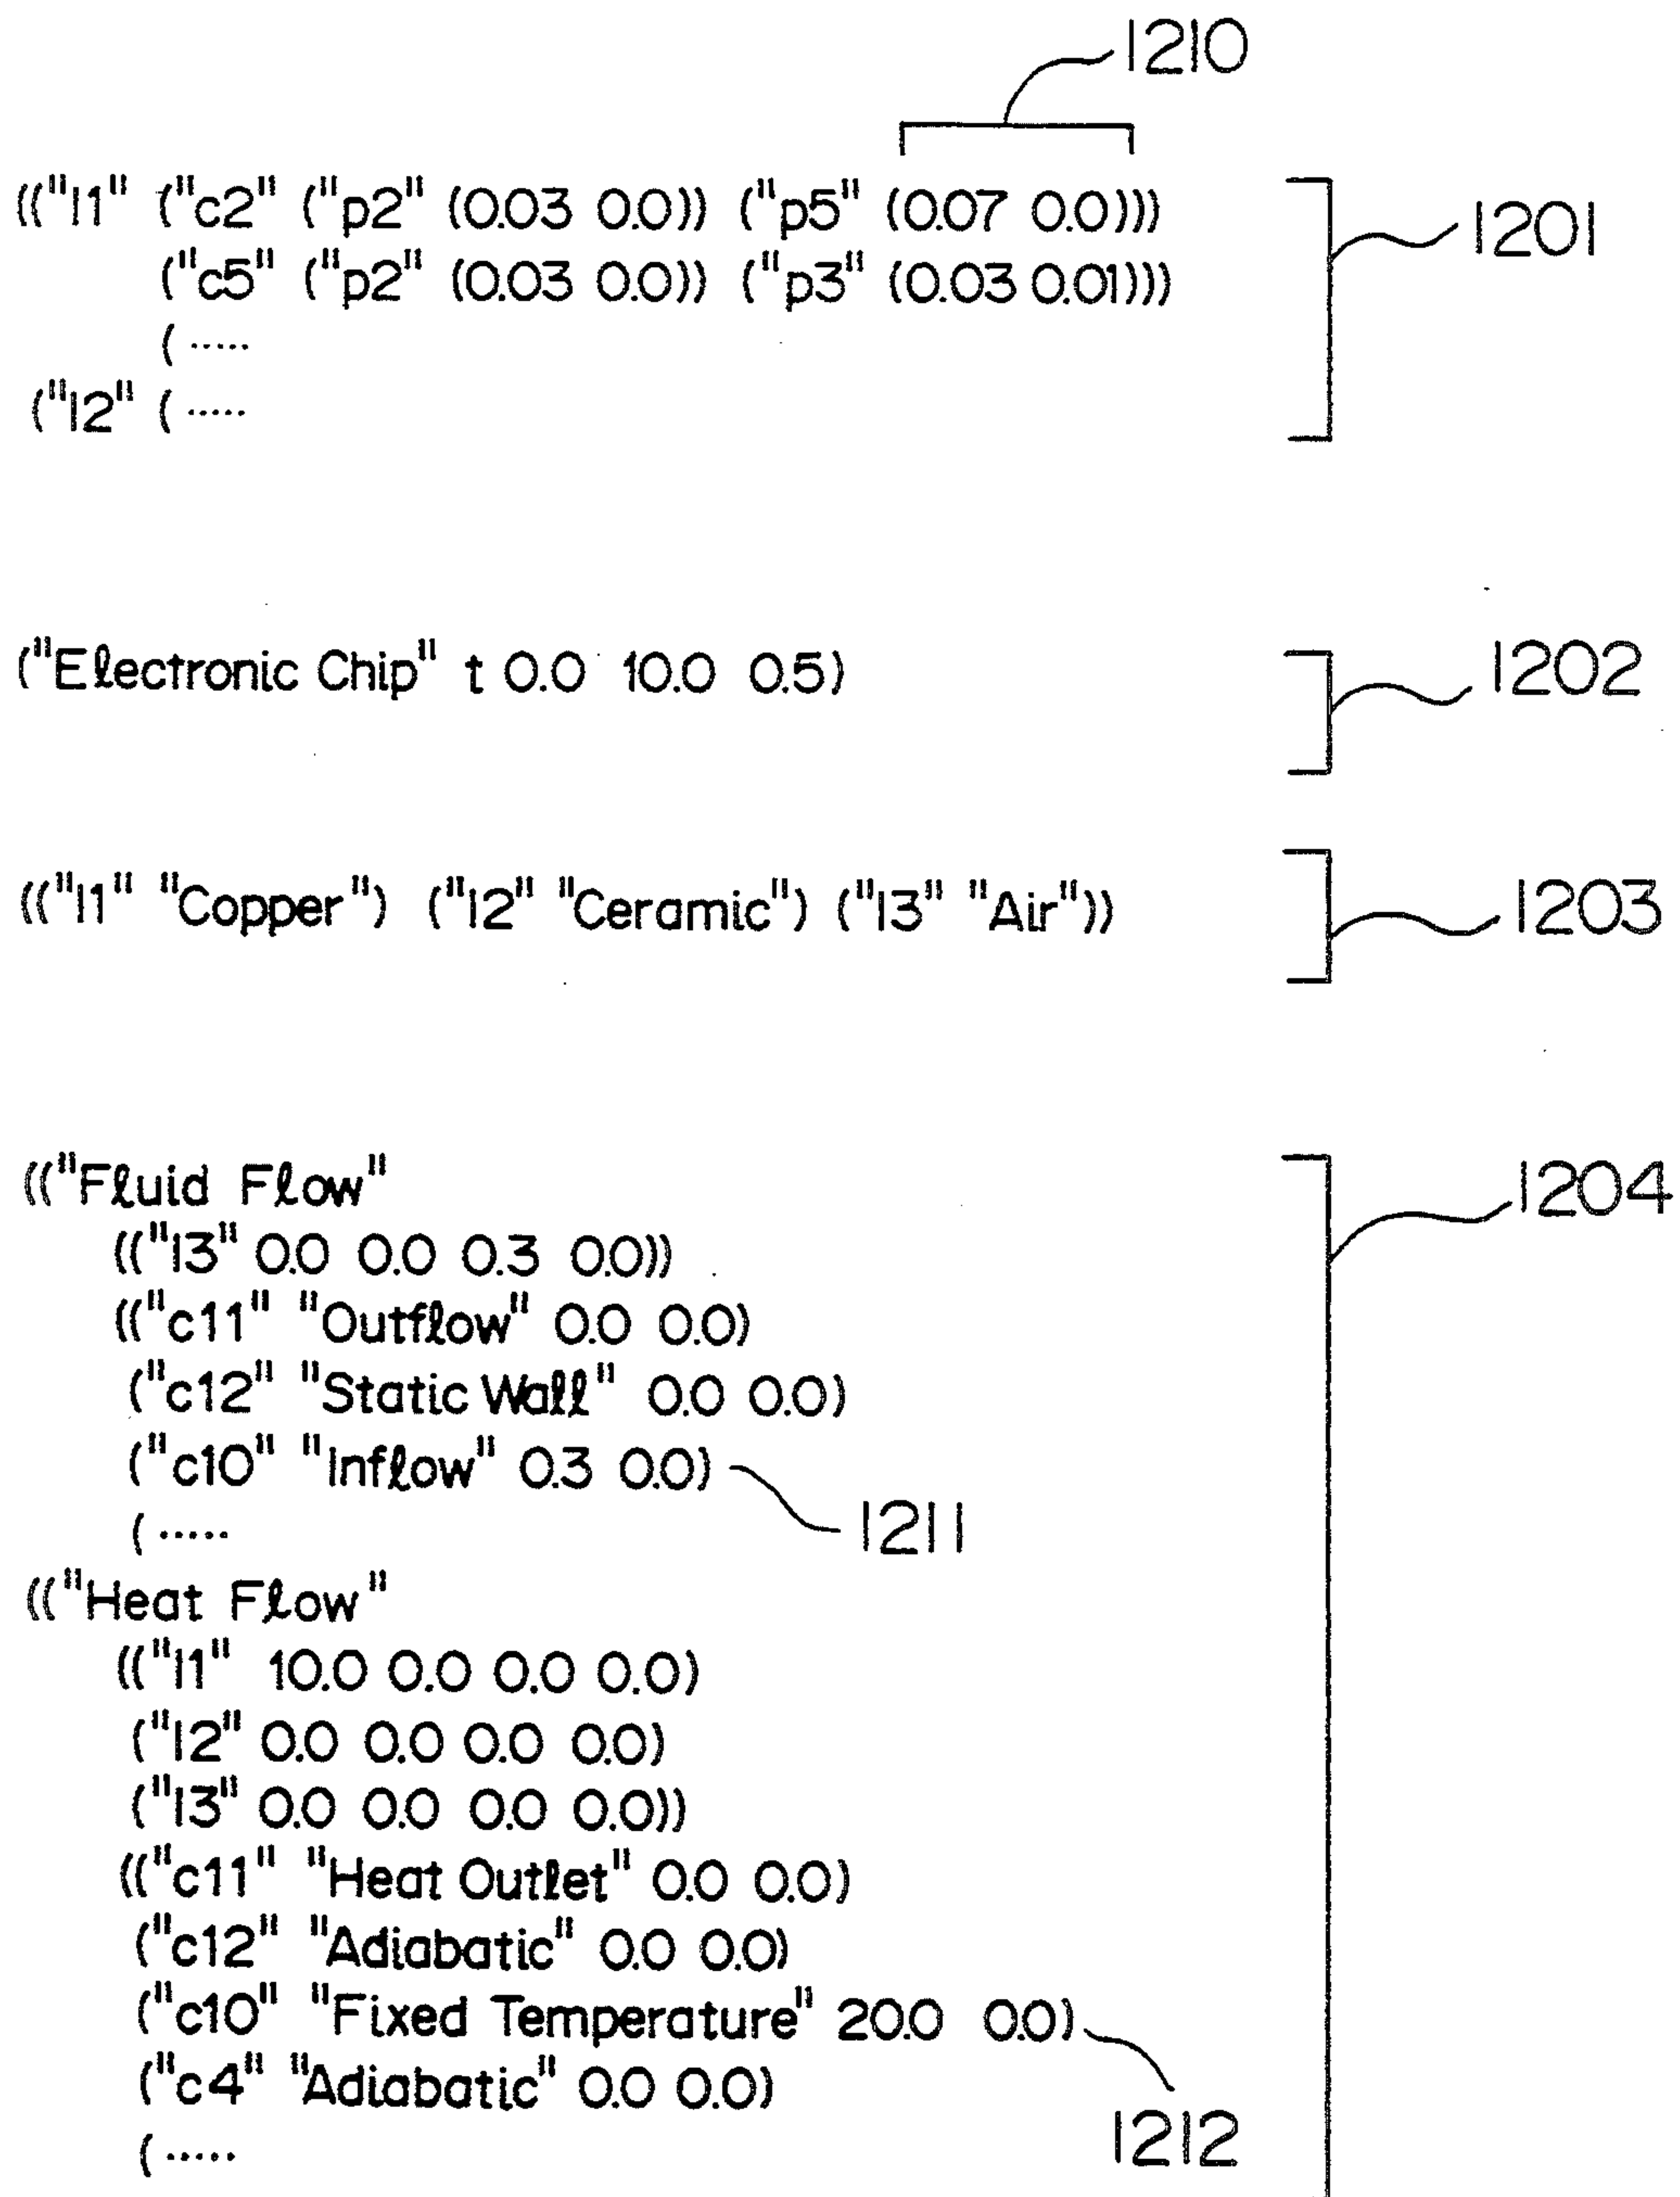 1210
(("l1" ("c2" ("p2" (0.03 0.0)) ("p5" (0.07 0.0)))
1201
("c5" ("p2" (0.03 0.0)) ("p3" (0.03 0.01)))
( .....
("l2" ( .....
("Electronic Chip" t 0.0 10.0 0.5)
1202
(("l1" "Copper") ("l2" "Ceramic") ("l3" "Air"))
1203
(("Fluid Flow"
1204
(("l3" 0.0 0.0 0.3 0.0))
(("c11" "Outflow" 0.0 0.0)
("c12" "Static Wall" 0.0 0.0)
("c10" "Inflow" 0.3 0.0)
1211
( .....
(("Heat Flow"
(("l1" 10.0 0.0 0.0 0.0)
("l2" 0.0 0.0 0.0 0.0)
("l3" 0.0 0.0 0.0 0.0))
(("c11" "Heat Outlet" 0.0 0.0)
("c12" "Adiabatic" 0.0 0.0)
("c10" "Fixed Temperature" 20.0 0.0)
("c4" "Adiabatic" 0.0 0.0)
1212
( .....